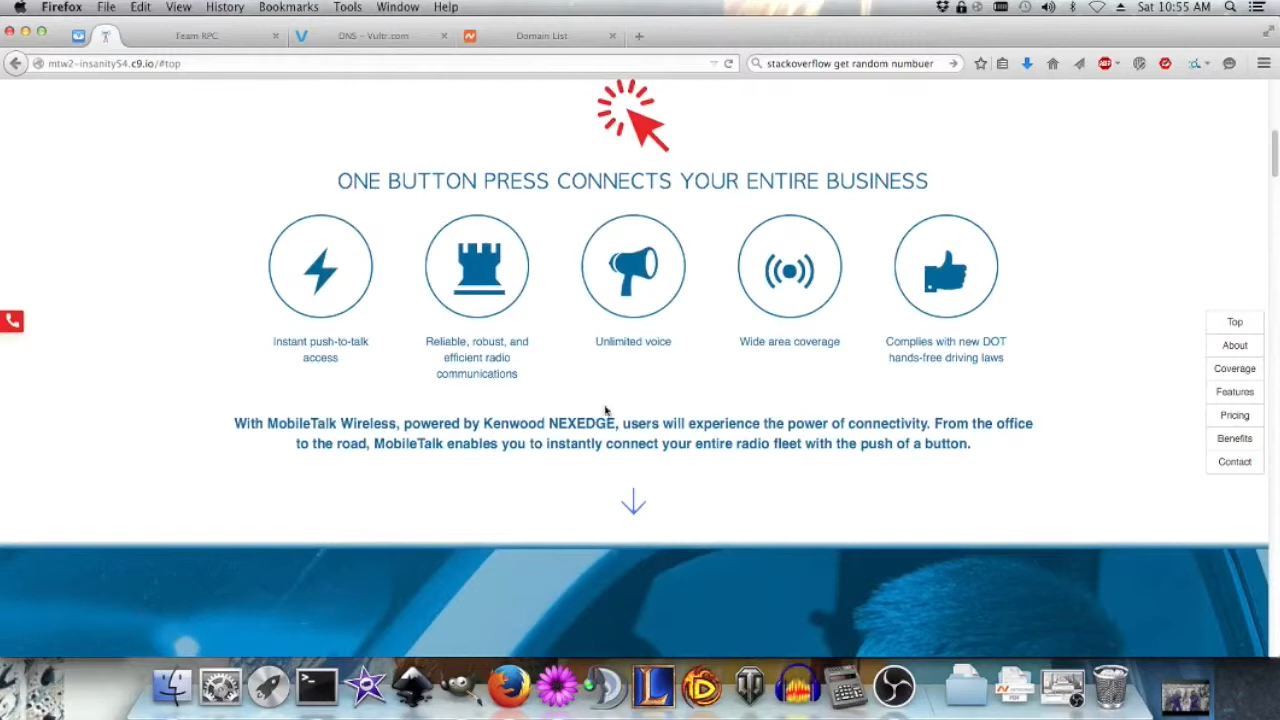 Firefox File Edit View History Bookmarks Tools Window Help Sat 10:55 AM
Team RPC DNS – Vultr.com Domain List
mtw2-insanity54.c9.io/#top stackoverflow get random numbuer
ONE BUTTON PRESS CONNECTS YOUR ENTIRE BUSINESS
Instant push-to-talk
access
Reliable, robust, and
efficient radio
communications
Unlimited voice
Wide area coverage
Complies with new DOT
hands-free driving laws
With MobileTalk Wireless, powered by Kenwood NEXEDGE, users will experience the power of connectivity. From the office
to the road, MobileTalk enables you to instantly connect your entire radio fleet with the push of a button.
Top
About
Coverage
Features
Pricing
Benefits
Contact